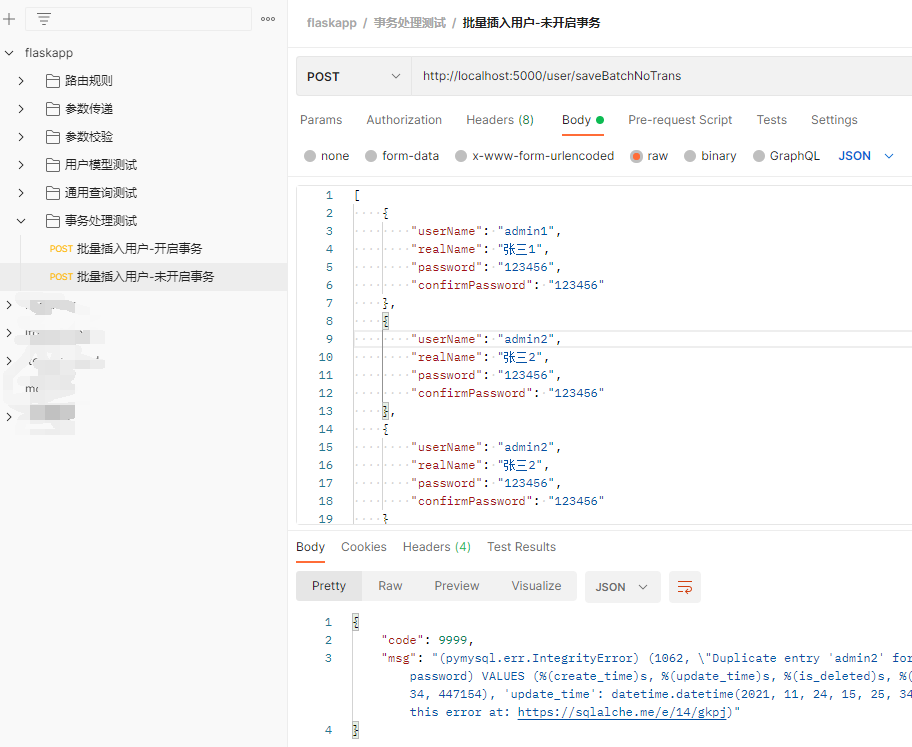 flaskapp
路由规则
参数传递
参数校验
用户模型测试
通用查询测试
事务处理测试
POST 批量插入用户-开启事务
POST 批量插入用户-未开启事务
flaskapp / 事务处理测试 / 批量插入用户-未开启事务
POST http://localhost:5000/user/saveBatchNoTrans
Params Authorization Headers (8) Body Pre-request Script Tests Settings
none form-data x-www-form-urlencoded raw binary GraphQL JSON
1 [
2 {
3 "userName": "admin1",
4 "realName": "张三1",
5 "password": "123456",
6 "confirmPassword": "123456"
7 },
8 {
9 "userName": "admin2",
10 "realName": "张三2",
11 "password": "123456",
12 "confirmPassword": "123456"
13 },
14 {
15 "userName": "admin2",
16 "realName": "张三2",
17 "password": "123456",
18 "confirmPassword": "123456"
19 }
Body Cookies Headers (4) Test Results
Pretty Raw Preview Visualize JSON
1 {
2 "code": 9999,
3 "msg": "(pymysql.err.IntegrityError) (1062, \"Duplicate entry 'admin2' for
password) VALUES (%(create_time)s, %(update_time)s, %(is_deleted)s, %(
34, 447154), 'update_time': datetime.datetime(2021, 11, 24, 15, 25, 34
this error at: https://sqlalche.me/e/14/gkpj)"
4 }